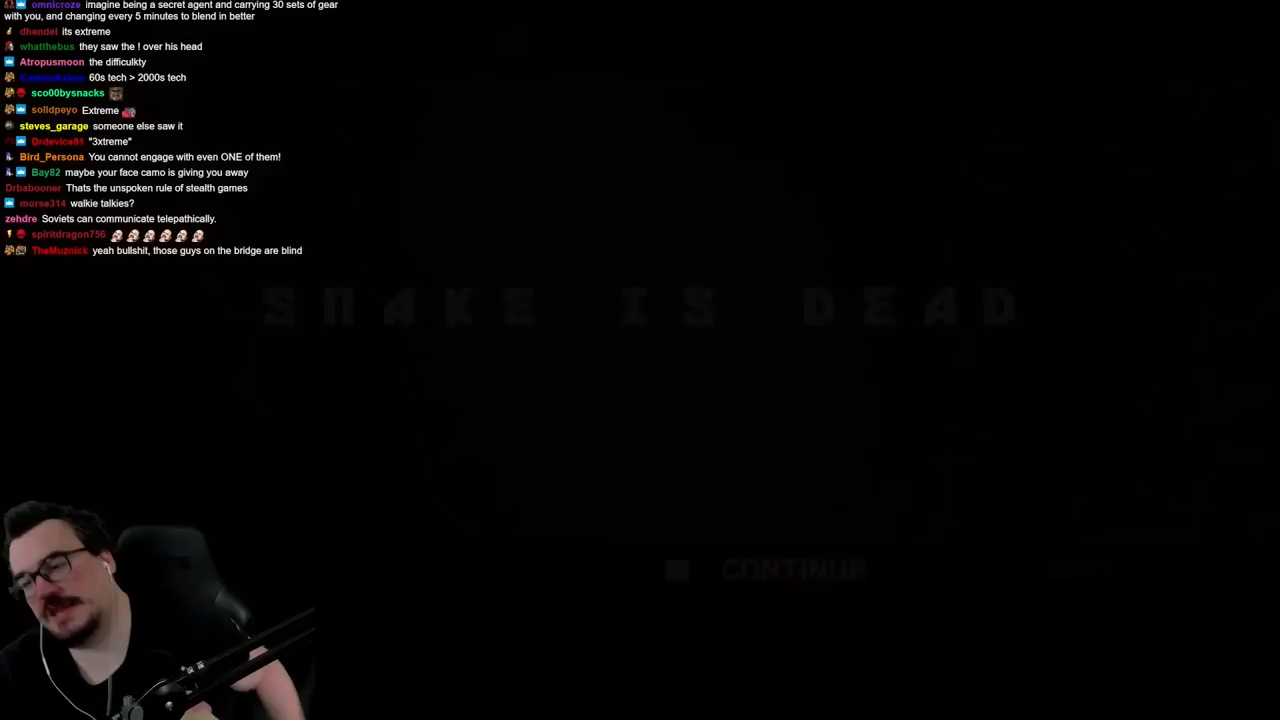 omnicroze imagine being a secret agent and carrying 30 sets of gear
with you, and changing every 5 minutes to blend in better
dhendel its extreme
whatthebus they saw the ! over his head
Atropusmoon the difficulkty
60s tech > 2000s tech
sco00bysnacks
solidpeyo Extreme
steves_garage someone else saw it
Drdevice81 "3xtreme"
Bird_Persona You cannot engage with even ONE of them!
Bay82 maybe your face camo is giving you away
Drbabooner Thats the unspoken rule of stealth games
morse314 walkie talkies?
zehdre Soviets can communicate telepathically.
spiritdragon756
TheMuznick yeah bullshit, those guys on the bridge are blind
SNAKE IS DEAD
CONTINUE